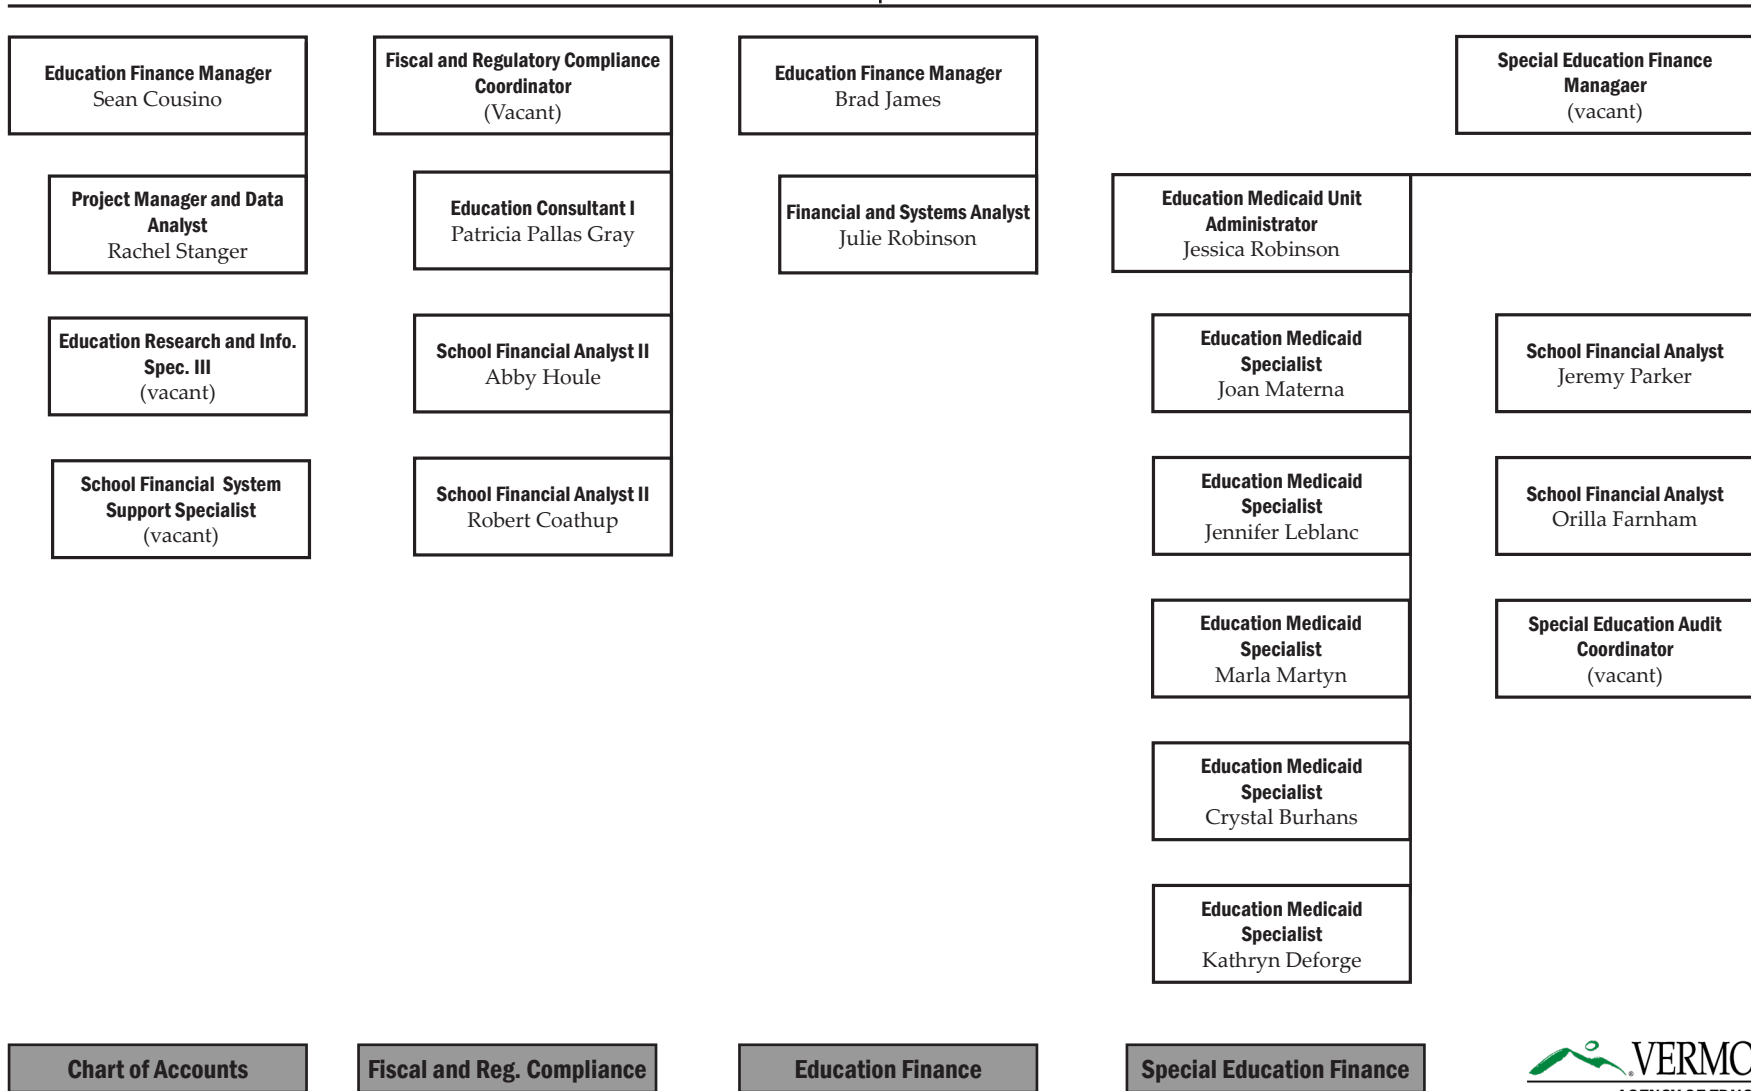 Education Finance Manager
Sean Cousino
Project Manager and Data
Analyst
Rachel Stanger
Education Research and Info.
Spec. III
(vacant)
School Financial System
Support Specialist
(vacant)
Fiscal and Regulatory Compliance
Coordinator
(Vacant)
Education Consultant I
Patricia Pallas Gray
School Financial Analyst II
Abby Houle
School Financial Analyst II
Robert Coathup
Education Finance Manager
Brad James
Financial and Systems Analyst
Julie Robinson
Special Education Finance
Managaer
(vacant)
Education Medicaid Unit
Administrator
Jessica Robinson
Education Medicaid
Specialist
Joan Materna
Education Medicaid
Specialist
Jennifer Leblanc
Education Medicaid
Specialist
Marla Martyn
Education Medicaid
Specialist
Crystal Burhans
Education Medicaid
Specialist
Kathryn Deforge
School Financial Analyst
Jeremy Parker
School Financial Analyst
Orilla Farnham
Special Education Audit
Coordinator
(vacant)
Chart of Accounts
Fiscal and Reg. Compliance
Education Finance
Special Education Finance